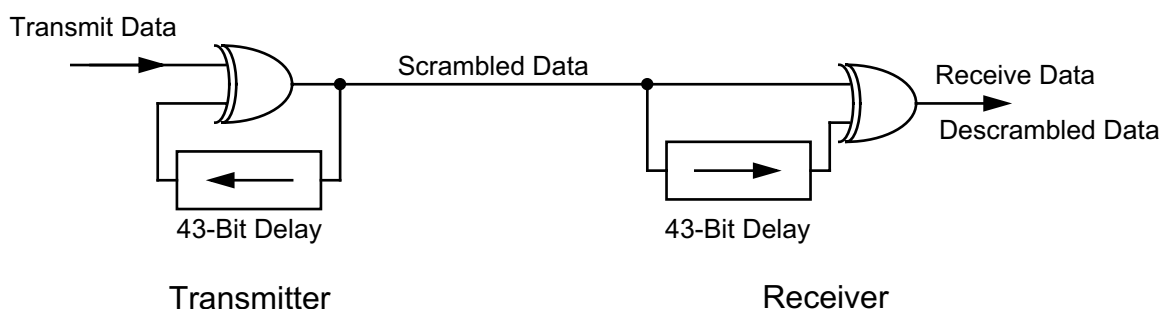 Transmit Data
Scrambled Data
Receive Data
Descrambled Data
43-Bit Delay
43-Bit Delay
Transmitter
Receiver